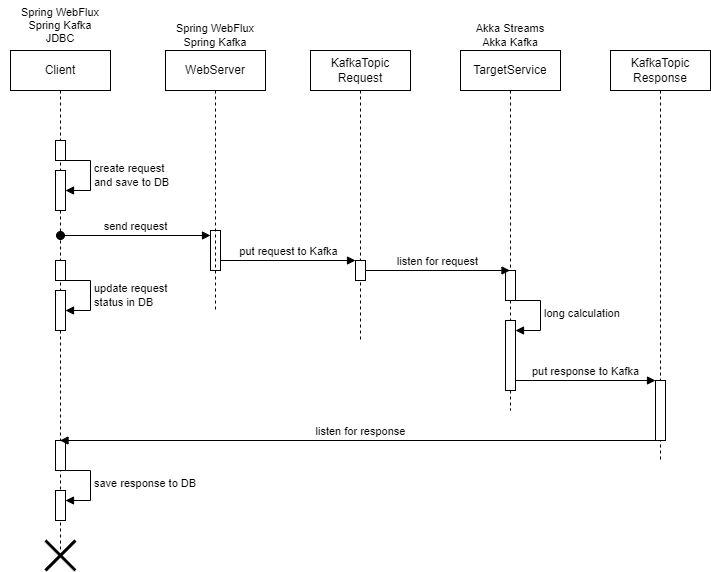 Spring WebFlux
Spring Kafka
JDBC
Spring WebFlux
Spring Kafka
Akka Streams
Akka Kafka
Client
WebServer
KafkaTopic
Request
TargetService
KafkaTopic
Response
create request
and save to DB
send request
put request to Kafka
listen for request
update request
status in DB
long calculation
put response to Kafka
listen for response
save response to DB